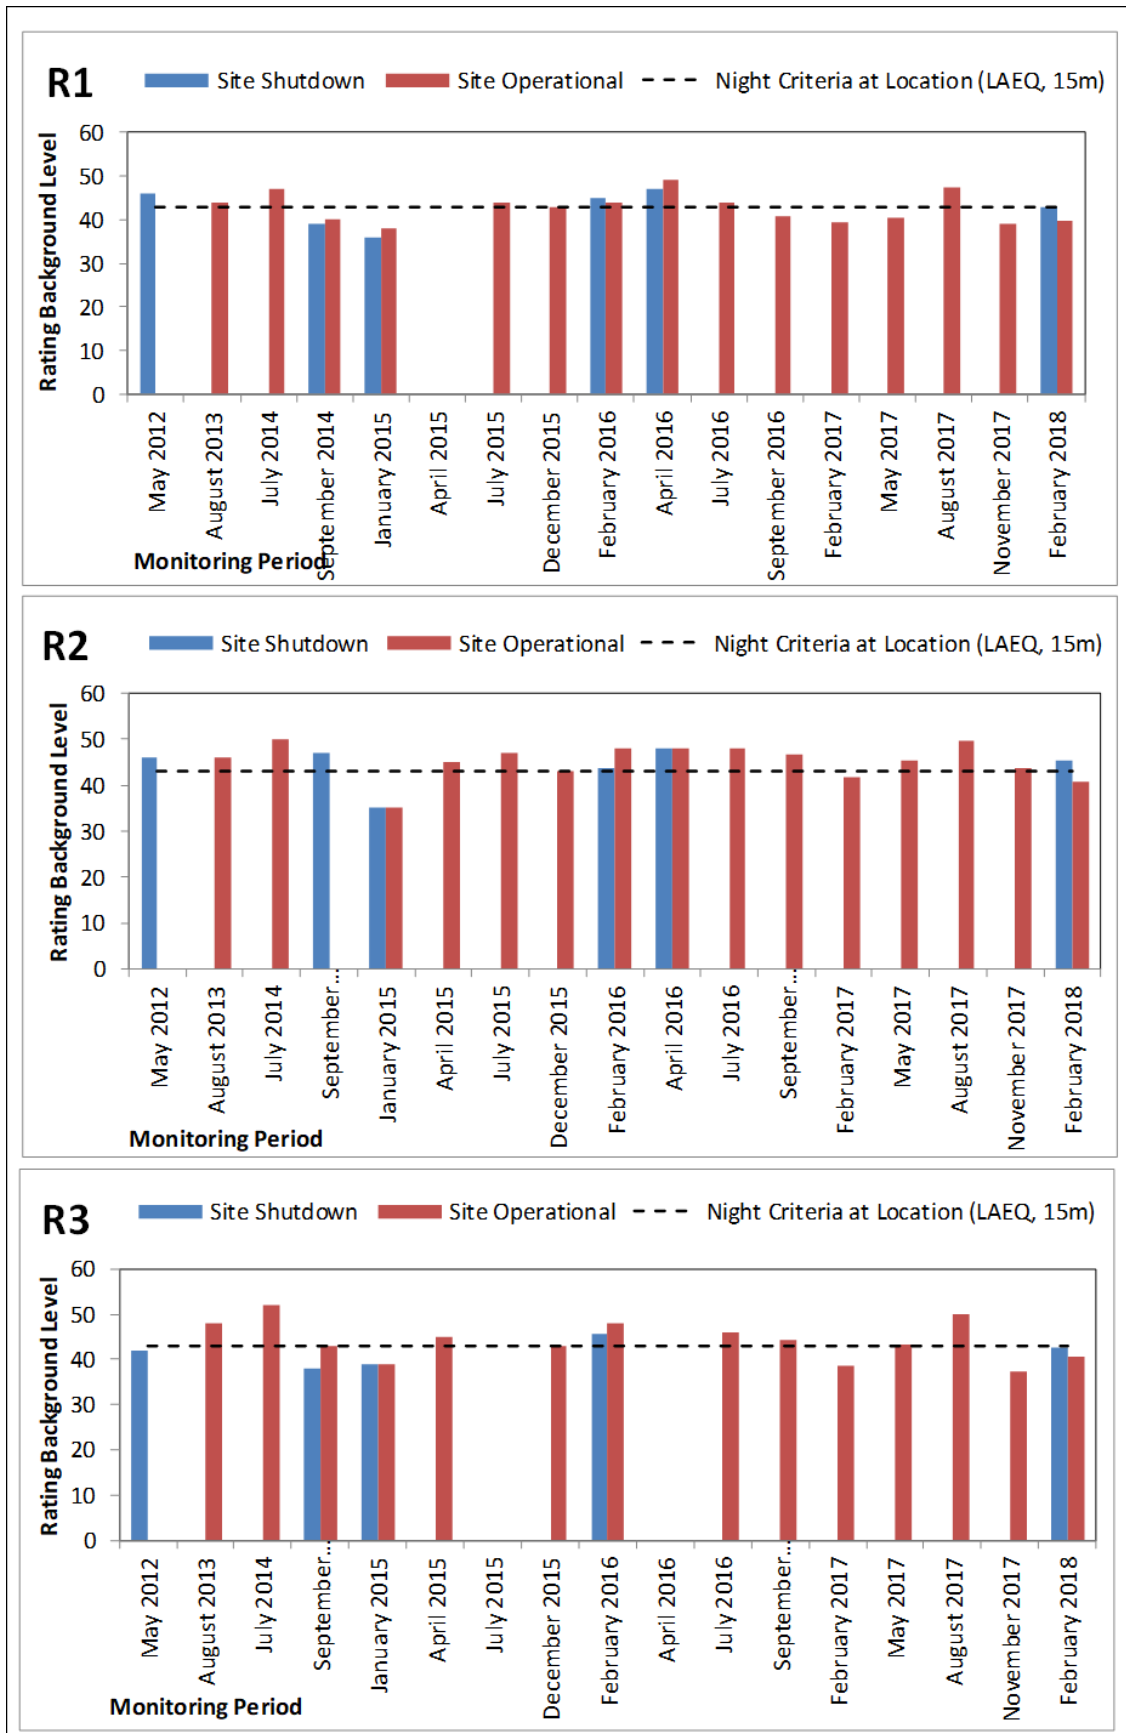 R1
Site Shutdown Site Operational Night Criteria at Location (LAEQ, 15m)
Rating Background Level
60
50
40
30
20
10
0
May 2012
August 2013
July 2014
September 2014
January 2015
April 2015
July 2015
December 2015
February 2016
April 2016
July 2016
September 2016
February 2017
May 2017
August 2017
November 2017
February 2018
Monitoring Period
R2
Site Shutdown Site Operational Night Criteria at Location (LAEQ, 15m)
Rating Background Level
60
50
40
30
20
10
0
May 2012
August 2013
July 2014
September...
January 2015
April 2015
July 2015
December 2015
February 2016
April 2016
July 2016
September...
February 2017
May 2017
August 2017
November 2017
February 2018
Monitoring Period
R3
Site Shutdown Site Operational Night Criteria at Location (LAEQ, 15m)
Rating Background Level
60
50
40
30
20
10
0
May 2012
August 2013
July 2014
September...
January 2015
April 2015
July 2015
December 2015
February 2016
April 2016
July 2016
September...
February 2017
May 2017
August 2017
November 2017
February 2018
Monitoring Period